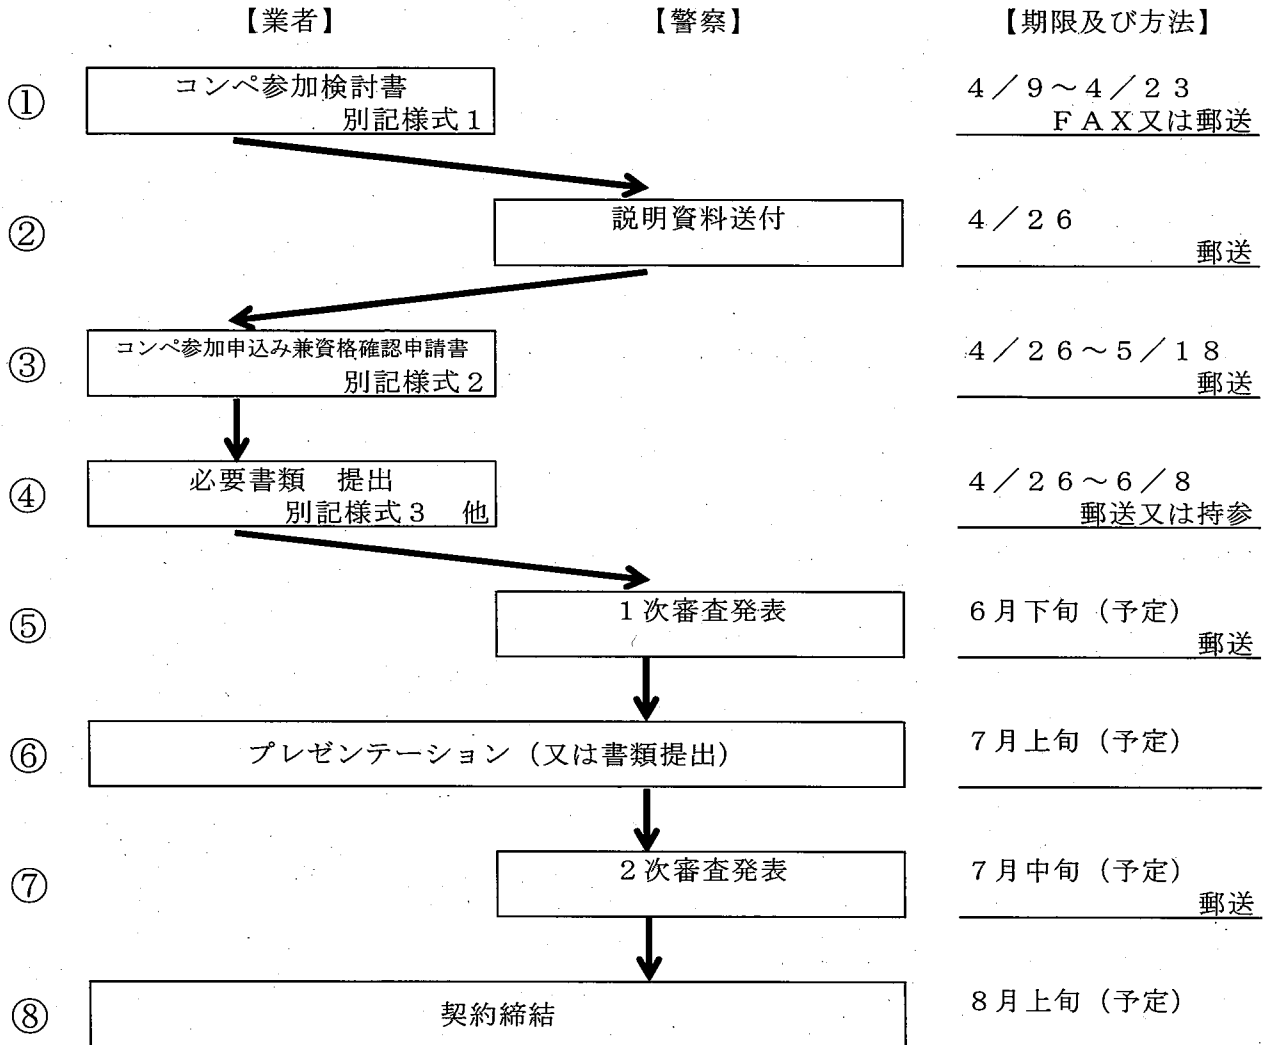 【業者】 【警察】 【期限及び方法】
① コンペ参加検討書 4／9～4／23
別記様式1 ＦＡＸ又は郵送
② 説明資料送付 4／26
郵送
③ コンペ参加申込み兼資格確認申請書 4／26～5／18
別記様式2 郵送
④ 必要書類　提出 4／26～6／8
別記様式3　他 郵送又は持参
⑤ 1次審査発表 6月下旬（予定）
郵送
⑥ プレゼンテーション（又は書類提出） 7月上旬（予定）
⑦ 2次審査発表 7月中旬（予定）
郵送
⑧ 契約締結 8月上旬（予定）